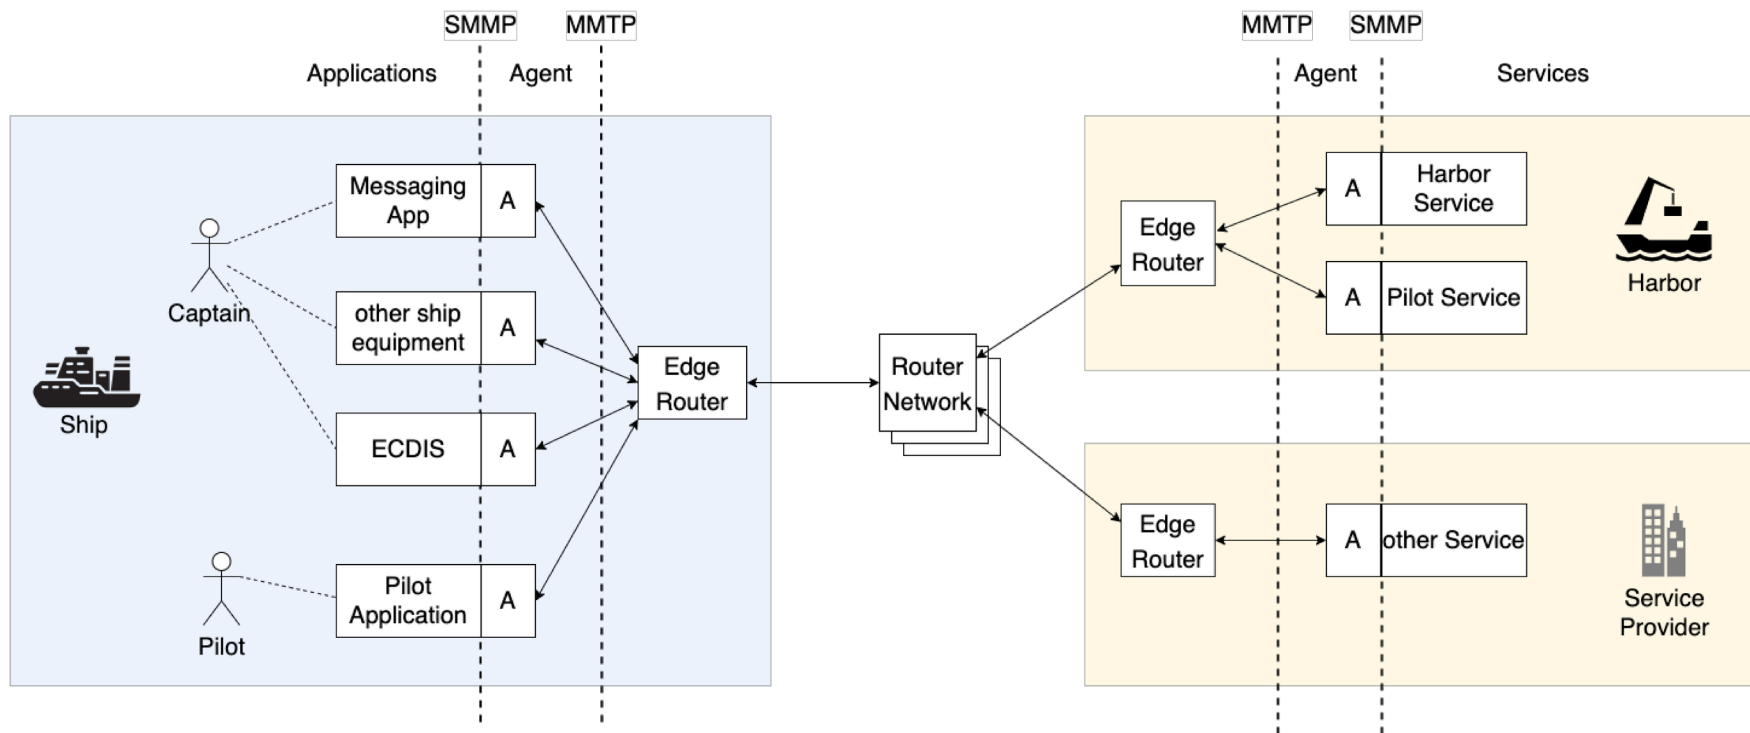 SMMP
MMTP
MMTP
SMMP
Applications
Agent
Agent
Services
Messaging
App
A
Captain
other ship
equipment
A
Ship
ECDIS
A
Edge
Router
Pilot
Pilot
Application
A
Router
Network
Edge
Router
A
Harbor
Service
A
Pilot Service
Harbor
Edge
Router
A
other Service
Service
Provider